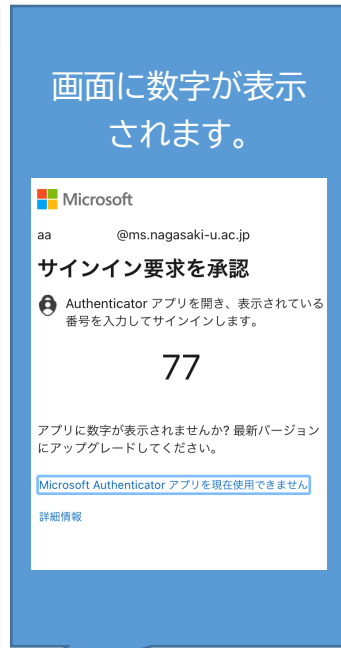 画面に数字が表示
されます。
Microsoft
aa @ms.nagasaki-u.ac.jp
サインイン要求を承認
Authenticator アプリを開き、表示されている
番号を入力してサインインします。
77
アプリに数字が表示されませんか? 最新バージョン
にアップグレードしてください。
Microsoft Authenticator アプリを現在使用できません
詳細情報